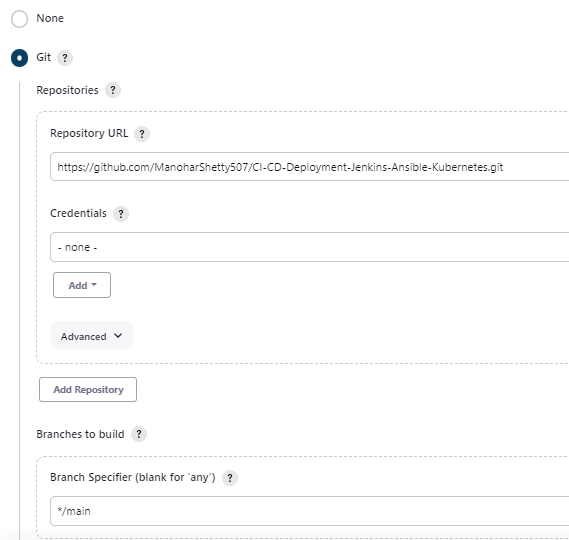 None
Git ?
Repositories ?
Repository URL ?
https://github.com/ManoharShetty507/CI-CD-Deployment-Jenkins-Ansible-Kubernetes.git
Credentials ?
- none -
Add
Advanced
Add Repository
Branches to build ?
Branch Specifier (blank for 'any') ?
*/main